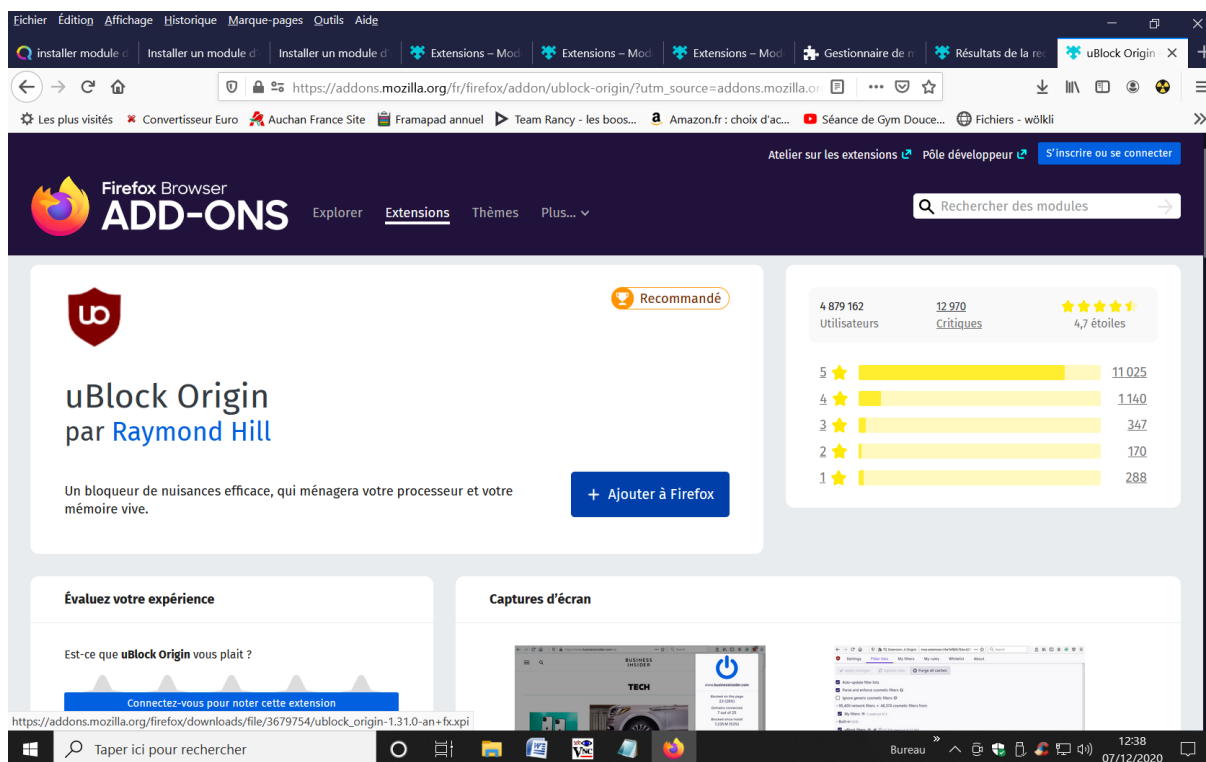 Fichier Édition Affichage Historique Marque-pages Outils Aide
installer module d Installer un module d' Installer un module d' Extensions – Mod Extensions – Mod Extensions – Mod Gestionnaire de m Résultats de la rec uBlock Origin
https://addons.mozilla.org/fr/firefox/addon/ublock-origin/?utm_source=addons.mozilla.or
Les plus visités Convertisseur Euro Auchan France Site Framapad annuel Team Rancy - les boos... Amazon.fr : choix d'ac... Séance de Gym Douce... Fichiers - wölkli
Atelier sur les extensions Pôle développeur S'inscrire ou se connecter
Firefox Browser
ADD-ONS Explorer Extensions Thèmes Plus... Rechercher des modules
Recommandé
uBlock Origin
par Raymond Hill
Un bloqueur de nuisances efficace, qui ménagera votre processeur et votre
mémoire vive.
+ Ajouter à Firefox
4 879 162 12 970
Utilisateurs Critiques 4,7 étoiles
5 11 025
4 1 140
3 347
2 170
1 288
Évaluez votre expérience
Est-ce que uBlock Origin vous plait ?
Connectez-vous pour noter cette extension
Captures d'écran
BUSINESS
INSIDER
TECH
www.businessinsider.com
https://addons.mozilla.org/firefox/downloads/file/3679754/ublock_origin-1.31.0-an+fx.xpi
Taper ici pour rechercher Bureau 12:38
07/12/2020